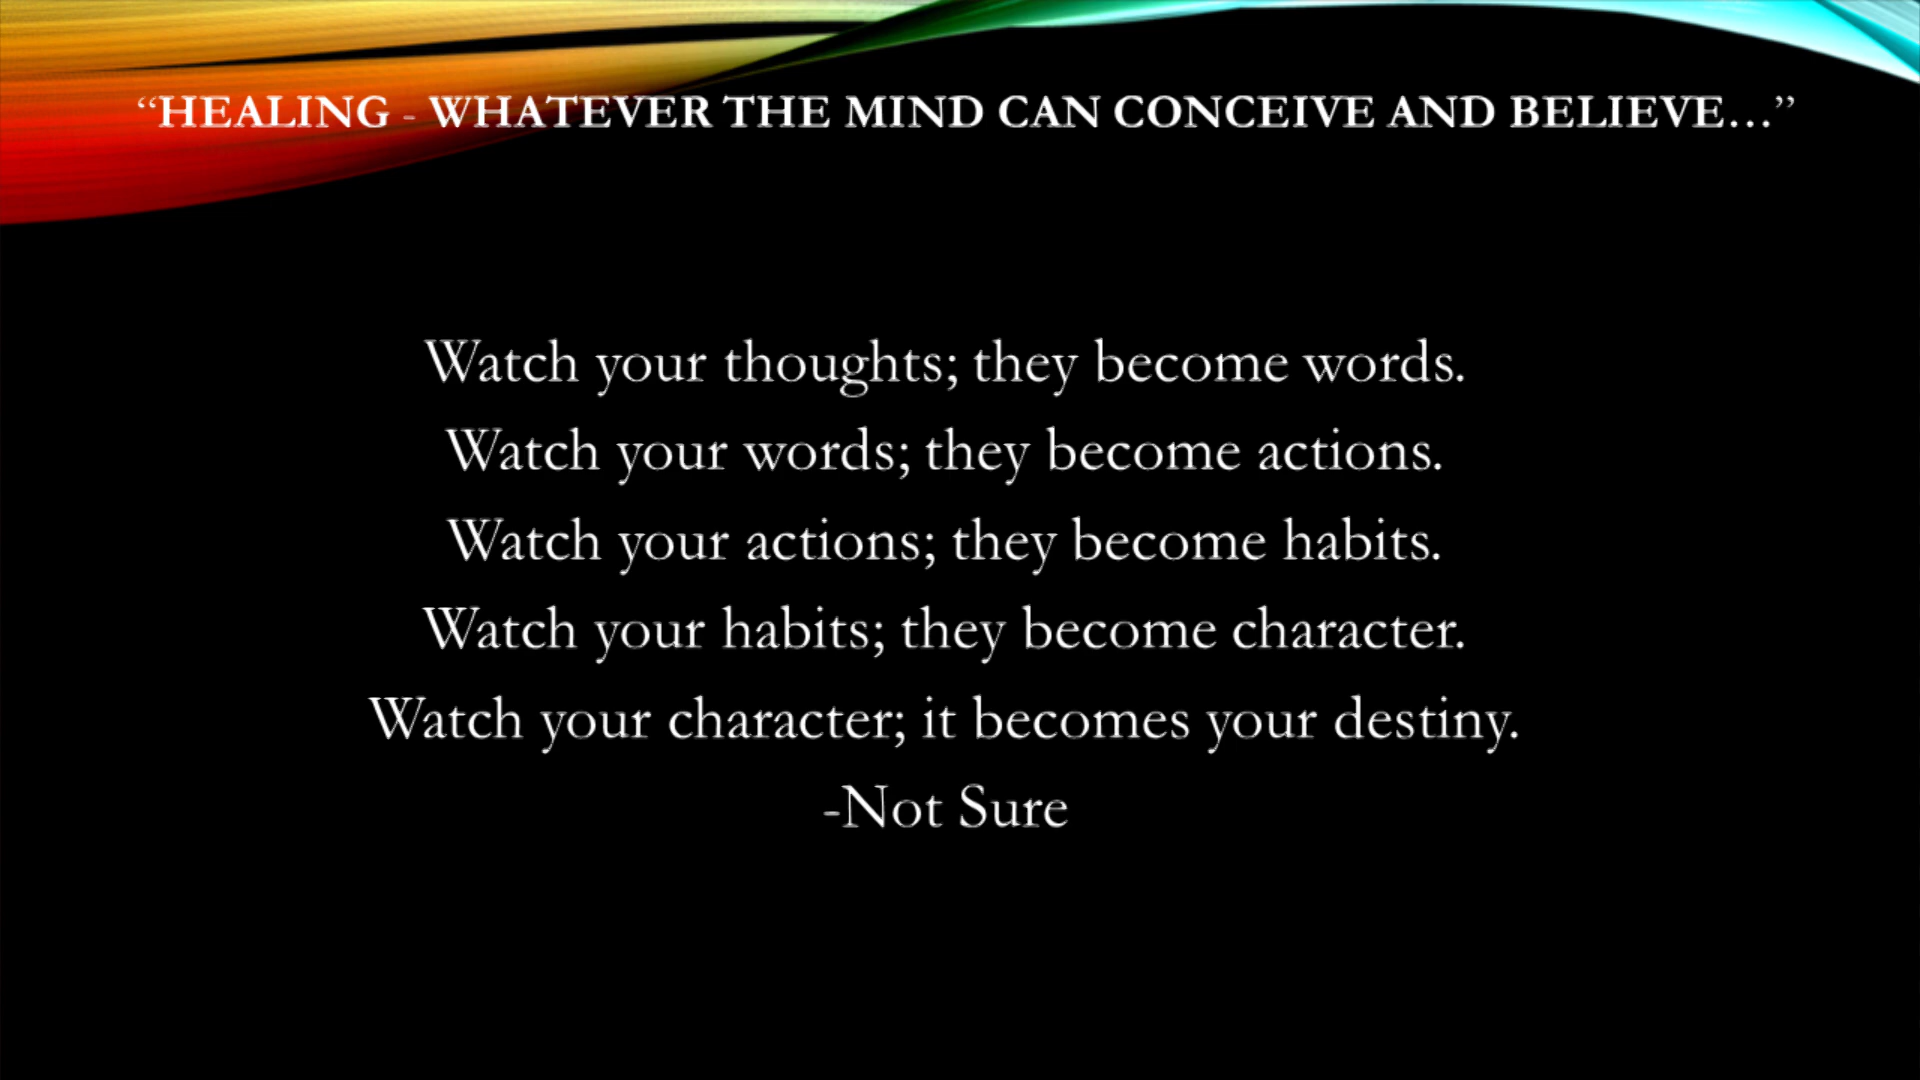 “HEALING - WHATEVER THE MIND CAN CONCEIVE AND BELIEVE…”
Watch your thoughts; they become words.
Watch your words; they become actions.
Watch your actions; they become habits.
Watch your habits; they become character.
Watch your character; it becomes your destiny.
-Not Sure